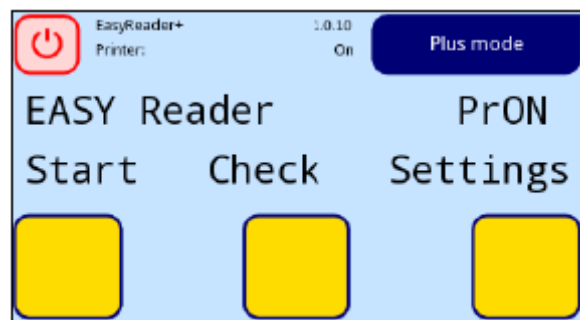 EasyReader+ 1.0.10
Printer: On
Plus mode
EASY Reader PrON
Start Check Settings